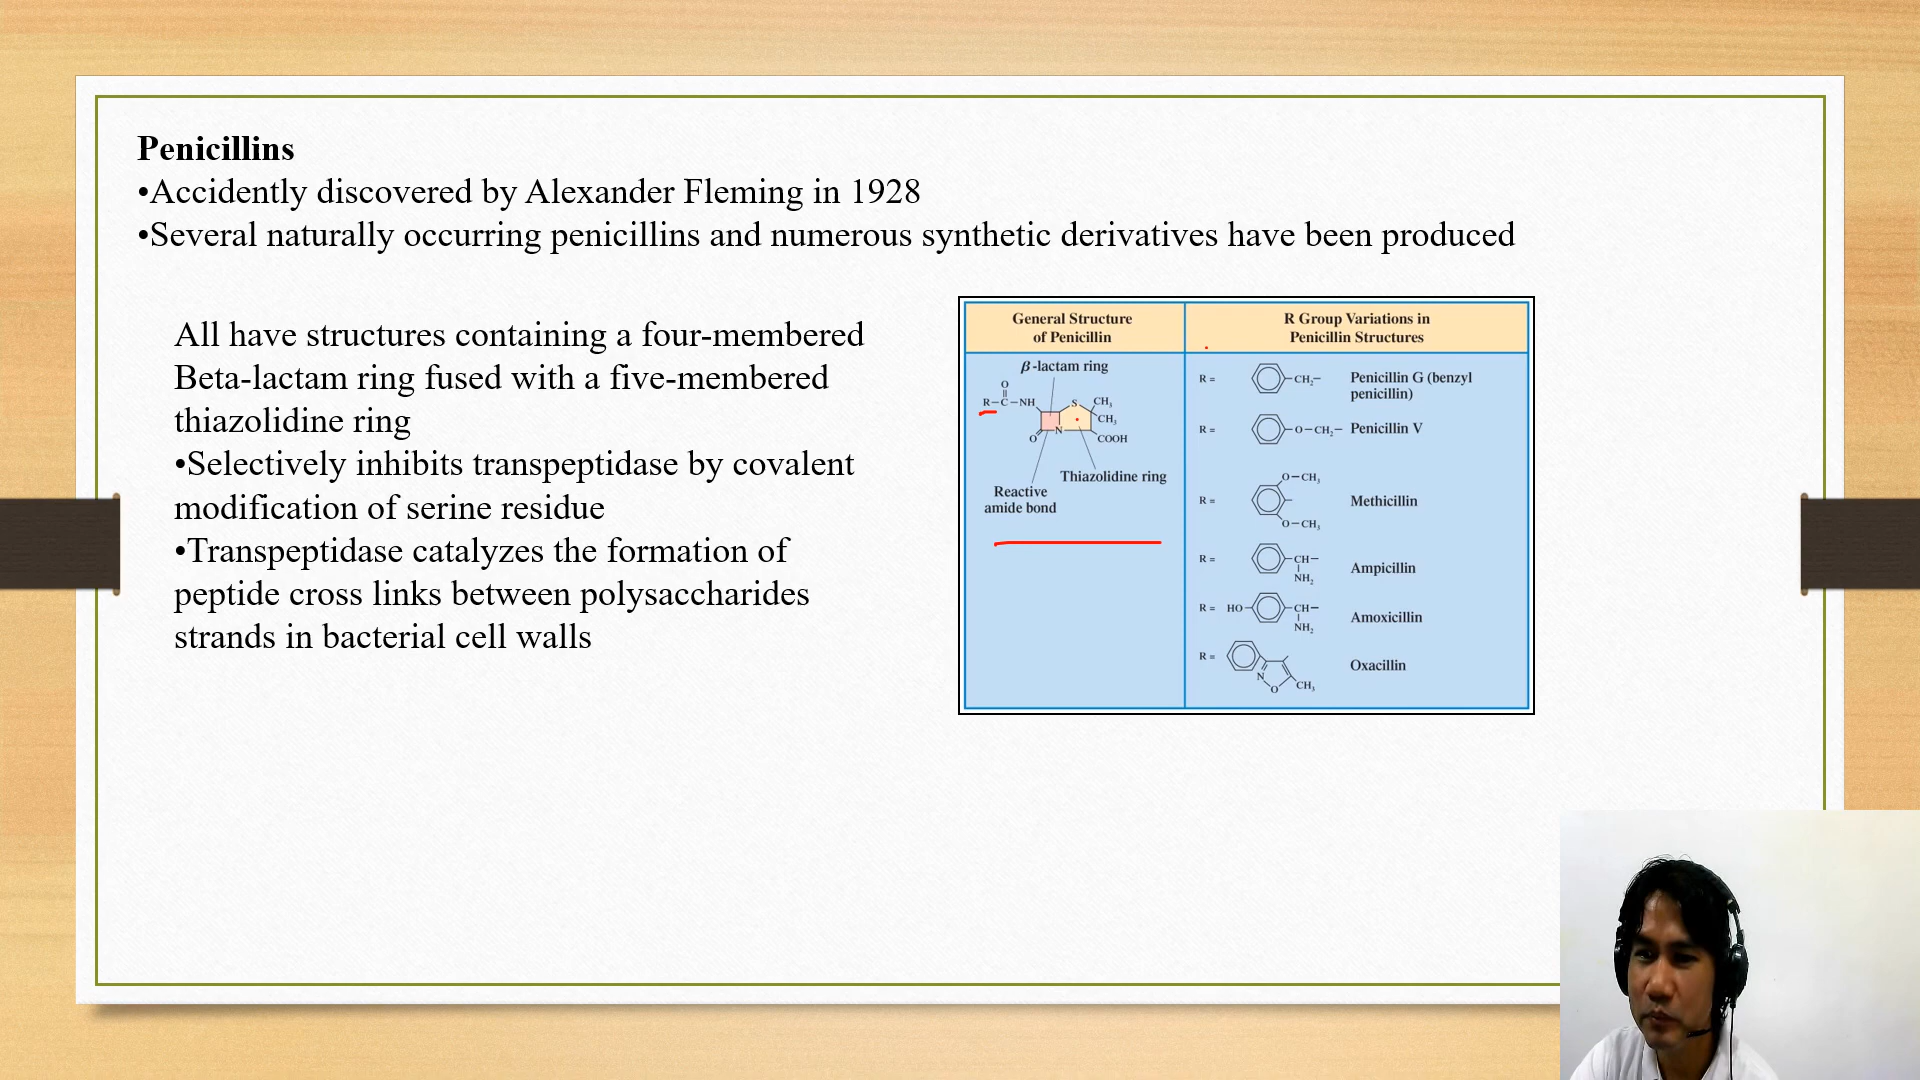 Penicillins
•Accidently discovered by Alexander Fleming in 1928
•Several naturally occurring penicillins and numerous synthetic derivatives have been produced
All have structures containing a four-membered
Beta-lactam ring fused with a five-membered
thiazolidine ring
•Selectively inhibits transpeptidase by covalent
modification of serine residue
•Transpeptidase catalyzes the formation of
peptide cross links between polysaccharides
strands in bacterial cell walls
General Structure
of Penicillin
β-lactam ring
O
R–C–NH
S
CH₃
CH₃
O
N
COOH
Thiazolidine ring
Reactive
amide bond
R Group Variations in
Penicillin Structures
R = –CH₂– Penicillin G (benzyl
penicillin)
R = –O–CH₂– Penicillin V
O–CH₃
R = Methicillin
O–CH₃
R = –CH– Ampicillin
NH₂
R = HO– –CH– Amoxicillin
NH₂
R = Oxacillin
N
O
CH₃